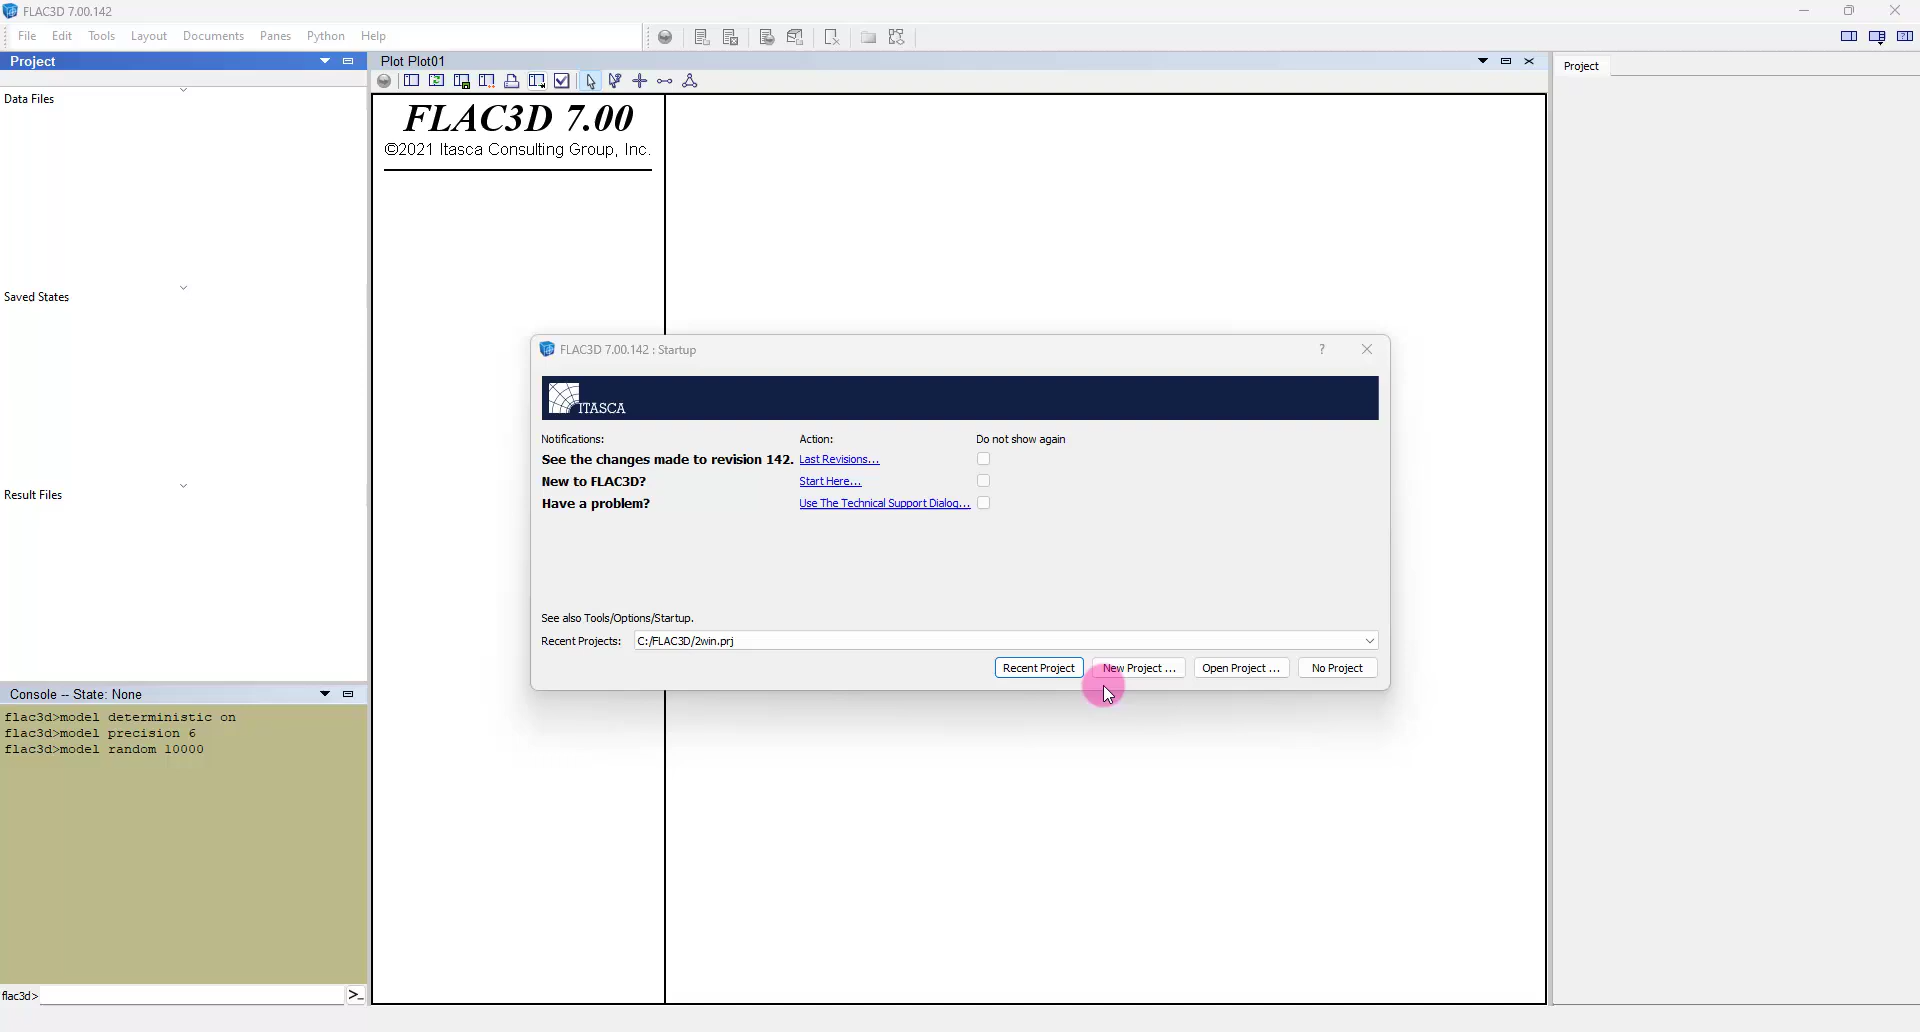 FLAC3D 7.00.142
File Edit Tools Layout Documents Panes Python Help
Project
Data Files
Saved States
Result Files
Console -- State: None
flac3d>model deterministic on
flac3d>model precision 6
flac3d>model random 10000
flac3d>
Plot Plot01
FLAC3D 7.00
©2021 Itasca Consulting Group, Inc.
FLAC3D 7.00.142 : Startup
ITASCA
Notifications: Action: Do not show again
See the changes made to revision 142. Last Revisions...
New to FLAC3D? Start Here...
Have a problem? Use The Technical Support Dialog...
See also Tools/Options/Startup.
Recent Projects: C:/FLAC3D/2win.prj
Recent Project New Project ... Open Project ... No Project
Project